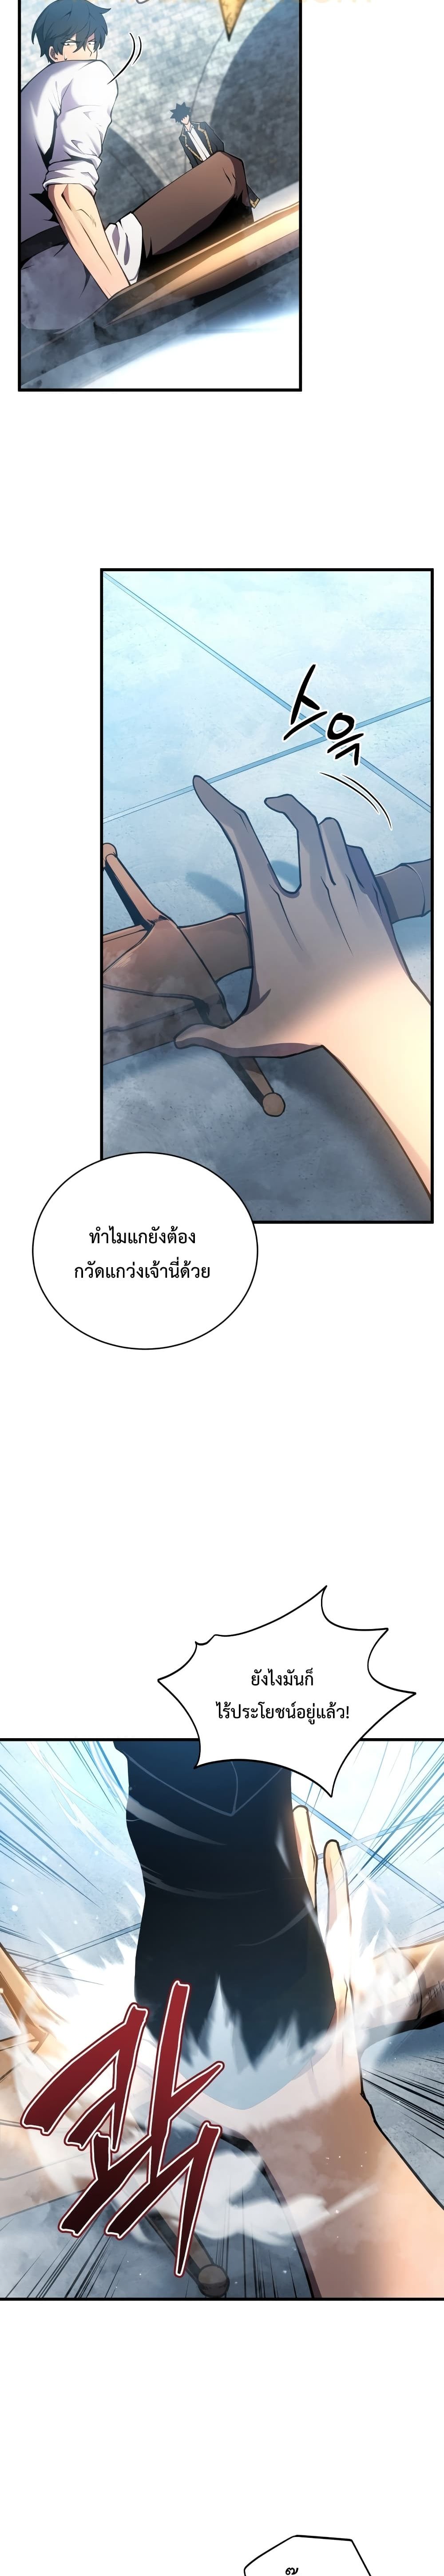 스윽
ทำไมแกยังต้อง
กวัดแกว่งเจ้านี่ด้วย
ยังไงมันก็
ไร้ประโยชน์อยู่แล้ว!
콱